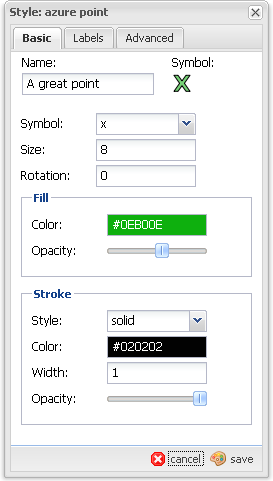 Style: azure point
Basic Labels Advanced
Name: Symbol:
A great point
Symbol: x
Size: 8
Rotation: 0
Fill
Color: #0EB00E
Opacity:
Stroke
Style: solid
Color: #020202
Width: 1
Opacity:
cancel save